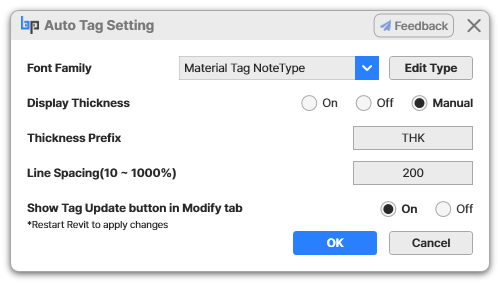 bp Auto Tag Setting Feedback
Font Family Material Tag NoteType Edit Type
Display Thickness On Off Manual
Thickness Prefix THK
Line Spacing(10 ~ 1000%) 200
Show Tag Update button in Modify tab On Off
*Restart Revit to apply changes
OK Cancel